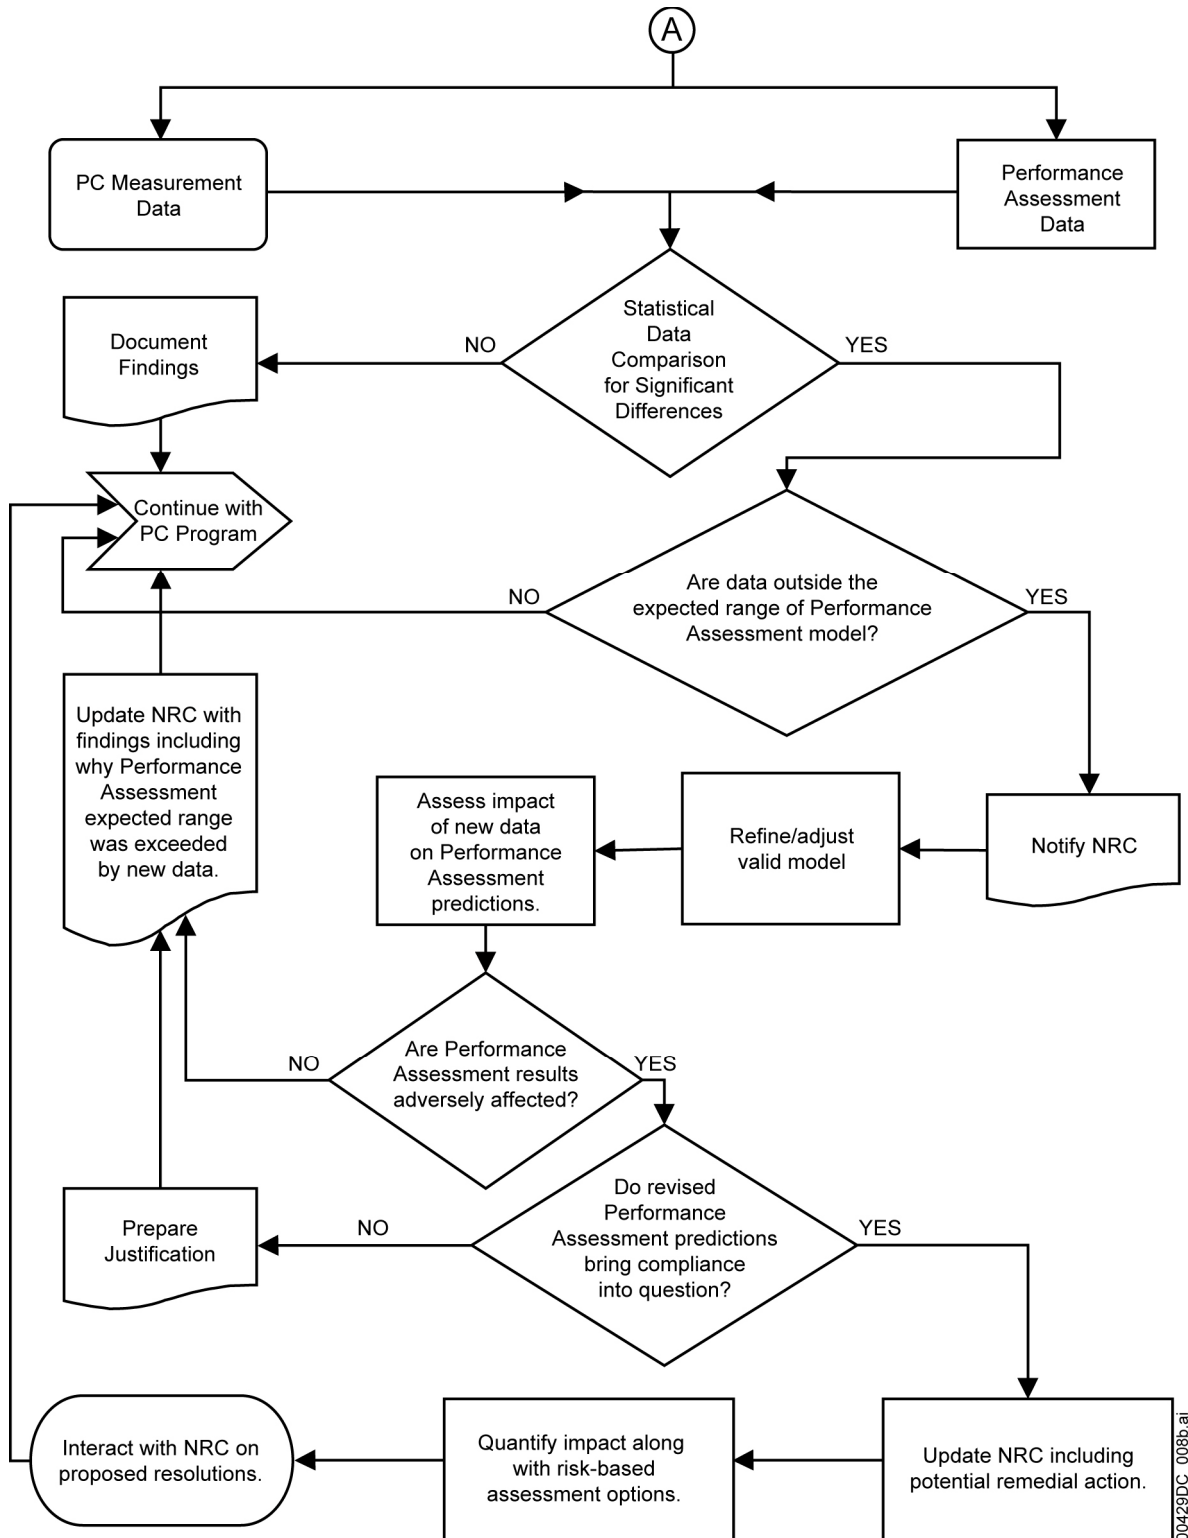 A
PC Measurement
Data
Performance
Assessment
Data
Statistical
Data
Comparison
for Significant
Differences
NO
YES
Document
Findings
Continue with
PC Program
Are data outside the
expected range of Performance
Assessment model?
NO
YES
Update NRC with
findings including
why Performance
Assessment
expected range
was exceeded
by new data.
Assess impact
of new data
on Performance
Assessment
predictions.
Refine/adjust
valid model
Notify NRC
Are Performance
Assessment results
adversely affected?
NO
YES
Do revised
Performance
Assessment predictions
bring compliance
into question?
NO
YES
Prepare
Justification
Interact with NRC on
proposed resolutions.
Quantify impact along
with risk-based
assessment options.
Update NRC including
potential remedial action.
00429DC_008b.ai